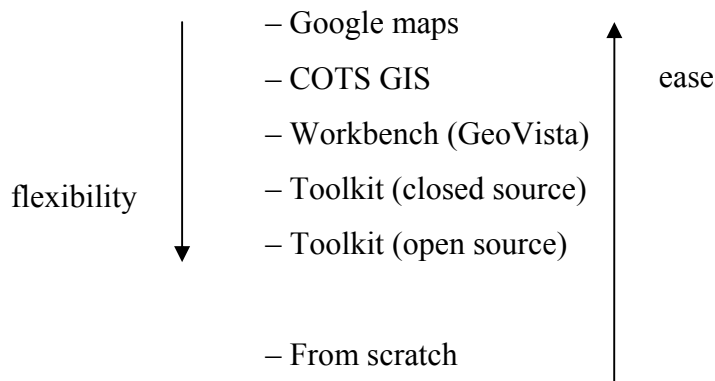 – Google maps
– COTS GIS
ease
– Workbench (GeoVista)
flexibility
– Toolkit (closed source)
– Toolkit (open source)
– From scratch